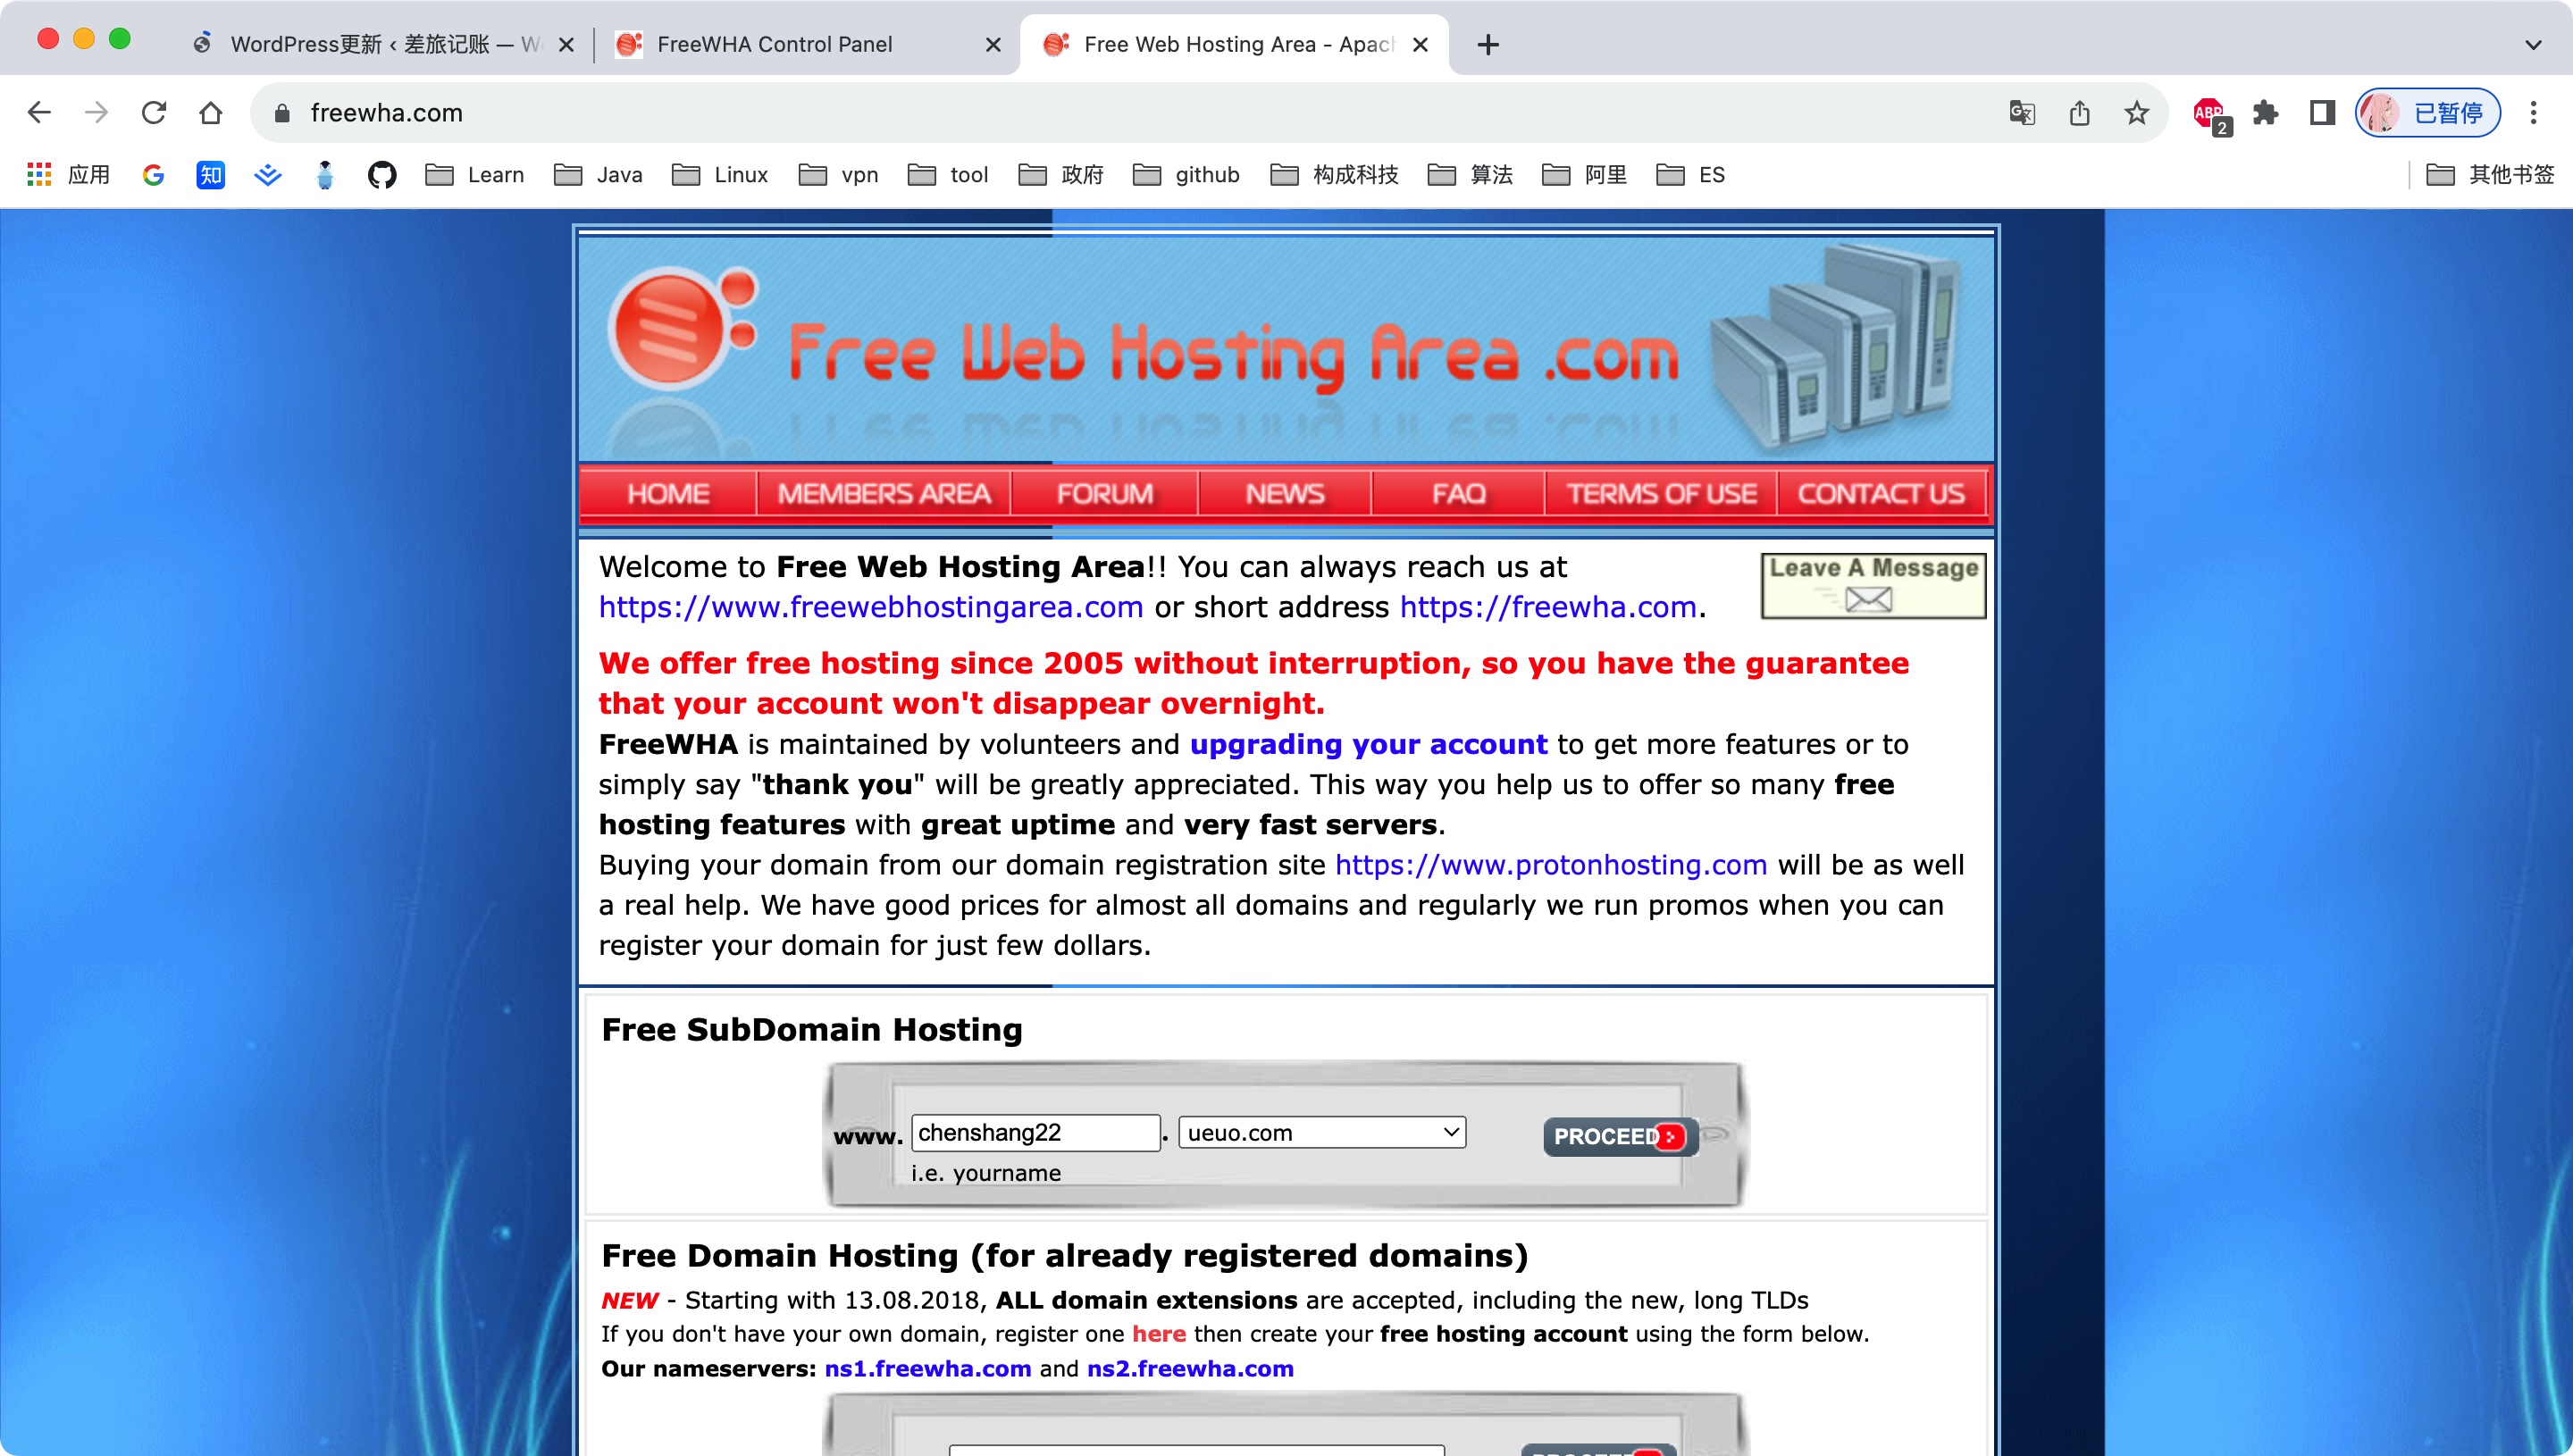 WordPress更新 ‹ 差旅记账 — W
FreeWHA Control Panel
Free Web Hosting Area - Apach
freewha.com
ABP
2
已暂停
应用
知
Learn
Java
Linux
vpn
tool
政府
github
构成科技
算法
阿里
ES
其他书签
Free Web Hosting Area .com
HOME
MEMBERS AREA
FORUM
NEWS
FAQ
TERMS OF USE
CONTACT US
Welcome to Free Web Hosting Area!! You can always reach us at
https://www.freewebhostingarea.com or short address https://freewha.com.
Leave A Message
We offer free hosting since 2005 without interruption, so you have the guarantee
that your account won't disappear overnight.
FreeWHA is maintained by volunteers and upgrading your account to get more features or to
simply say "thank you" will be greatly appreciated. This way you help us to offer so many free
hosting features with great uptime and very fast servers.
Buying your domain from our domain registration site https://www.protonhosting.com will be as well
a real help. We have good prices for almost all domains and regularly we run promos when you can
register your domain for just few dollars.
Free SubDomain Hosting
www. chenshang22 . ueuo.com PROCEED
i.e. yourname
Free Domain Hosting (for already registered domains)
NEW - Starting with 13.08.2018, ALL domain extensions are accepted, including the new, long TLDs
If you don't have your own domain, register one here then create your free hosting account using the form below.
Our nameservers: ns1.freewha.com and ns2.freewha.com